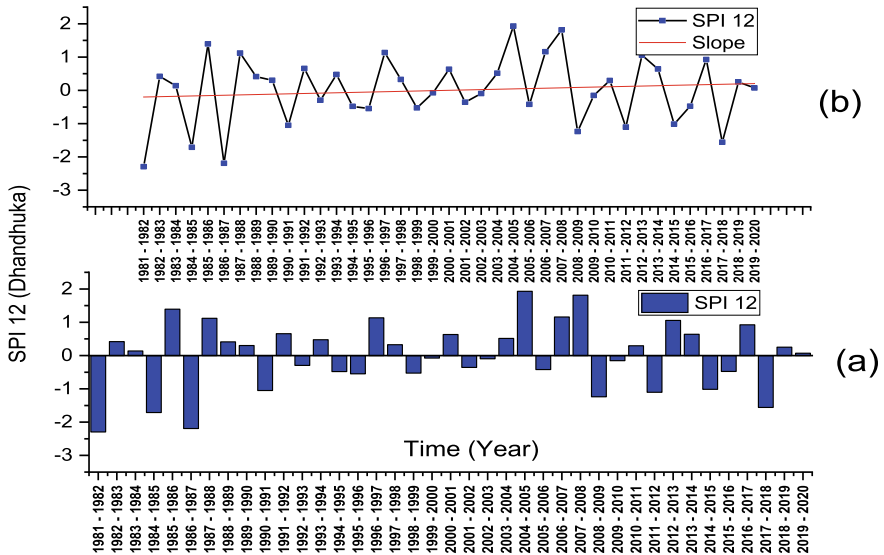 2
1
0
-1
-2
-3
SPI 12
Slope
(b)
1981 - 1982
1982 - 1983
1983 - 1984
1984 - 1985
1985 - 1986
1986 - 1987
1987 - 1988
1988 - 1989
1989 - 1990
1990 - 1991
1991 - 1992
1992 - 1993
1993 - 1994
1994 - 1995
1995 - 1996
1996 - 1997
1997 - 1998
1998 - 1999
1999 - 2000
2000 - 2001
2001 - 2002
2002 - 2003
2003 - 2004
2004 - 2005
2005 - 2006
2006 - 2007
2007 - 2008
2008 - 2009
2009 - 2010
2010 - 2011
2011 - 2012
2012 - 2013
2013 - 2014
2014 - 2015
2015 - 2016
2016 - 2017
2017 - 2018
2018 - 2019
2019 - 2020
SPI 12 (Dhandhuka)
2
1
0
-1
-2
-3
SPI 12
(a)
Time (Year)
1981 - 1982
1982 - 1983
1983 - 1984
1984 - 1985
1985 - 1986
1986 - 1987
1987 - 1988
1988 - 1989
1989 - 1990
1990 - 1991
1991 - 1992
1992 - 1993
1993 - 1994
1994 - 1995
1995 - 1996
1996 - 1997
1997 - 1998
1998 - 1999
1999 - 2000
2000 - 2001
2001 - 2002
2002 - 2003
2003 - 2004
2004 - 2005
2005 - 2006
2006 - 2007
2007 - 2008
2008 - 2009
2009 - 2010
2010 - 2011
2011 - 2012
2012 - 2013
2013 - 2014
2014 - 2015
2015 - 2016
2016 - 2017
2017 - 2018
2018 - 2019
2019 - 2020